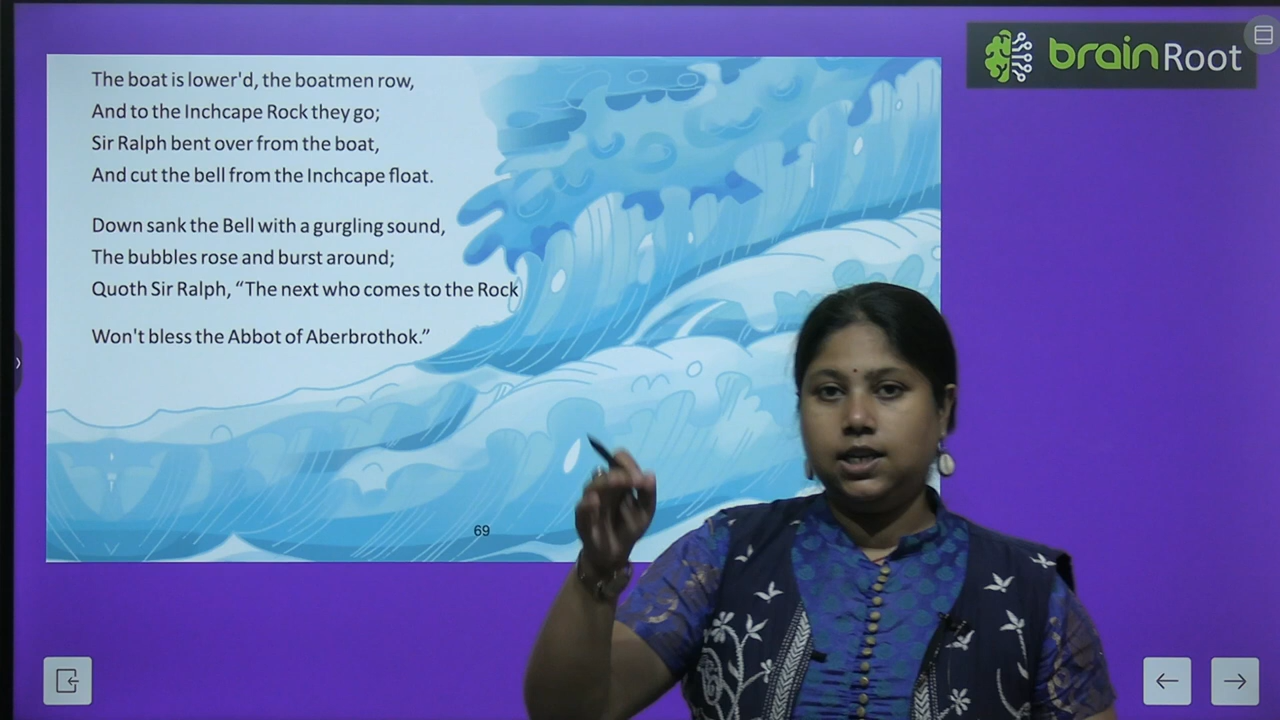 The boat is lower'd, the boatmen row,
And to the Inchcape Rock they go;
Sir Ralph bent over from the boat,
And cut the bell from the Inchcape float.
Down sank the Bell with a gurgling sound,
The bubbles rose and burst around;
Quoth Sir Ralph, “The next who comes to the Rock
Won't bless the Abbot of Aberbrothok.”
69
brainRoot